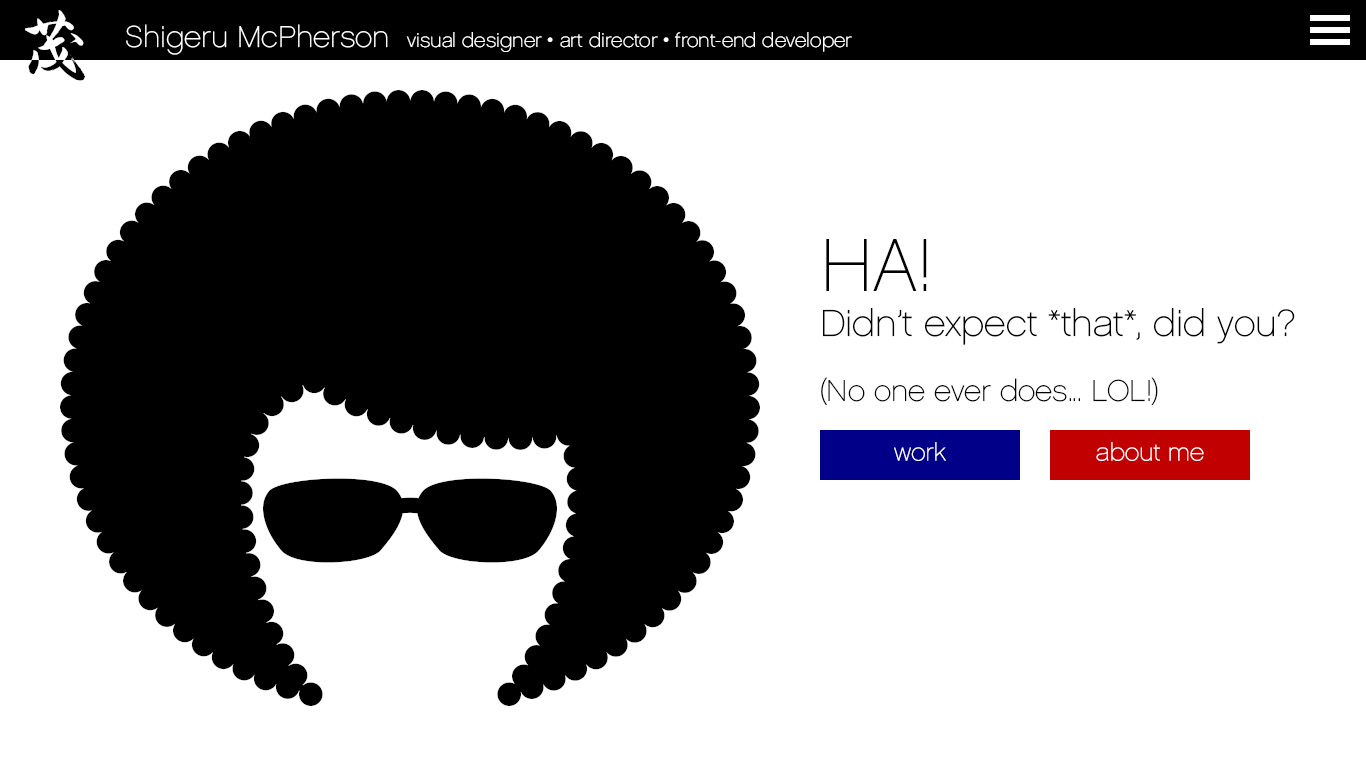 茂
Shigeru McPherson visual designer • art director • front-end developer
HA!
Didn't expect *that*, did you?
(No one ever does... LOL!)
work
about me